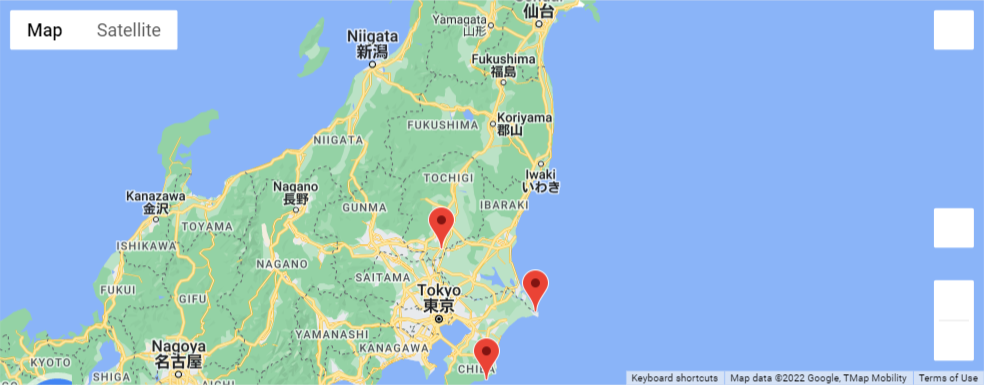 Map
Satellite
仙台
Yamagata
山形
Niigata
新潟
Fukushima
福島
FUKUSHIMA
Koriyama
郡山
NIIGATA
Iwaki
いわき
TOCHIGI
Nagano
長野
Kanazawa
金沢
GUNMA
IBARAKI
TOYAMA
ISHIKAWA
NAGANO
SAITAMA
FUKUI
GIFU
Tokyo
東京
YAMANASHI
KANAGAWA
Nagoya
名古屋
KYOTO
SHIGA
AICHI
Keyboard shortcuts
Map data ©2022 Google, TMap Mobility
Terms of Use